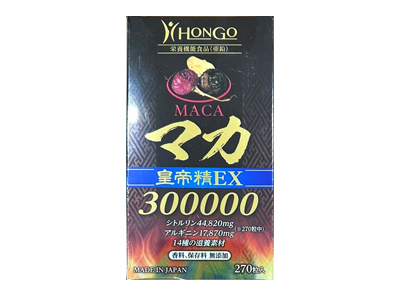 HONGO
栄養機能食品(亜鉛)
MACA
マカ
皇帝精EX
300000
シトルリン44,820mg
アルギニン17,870mg
(※270粒中)
14種の滋養素材
香料、保存料 無添加
MADE IN JAPAN
270粒入